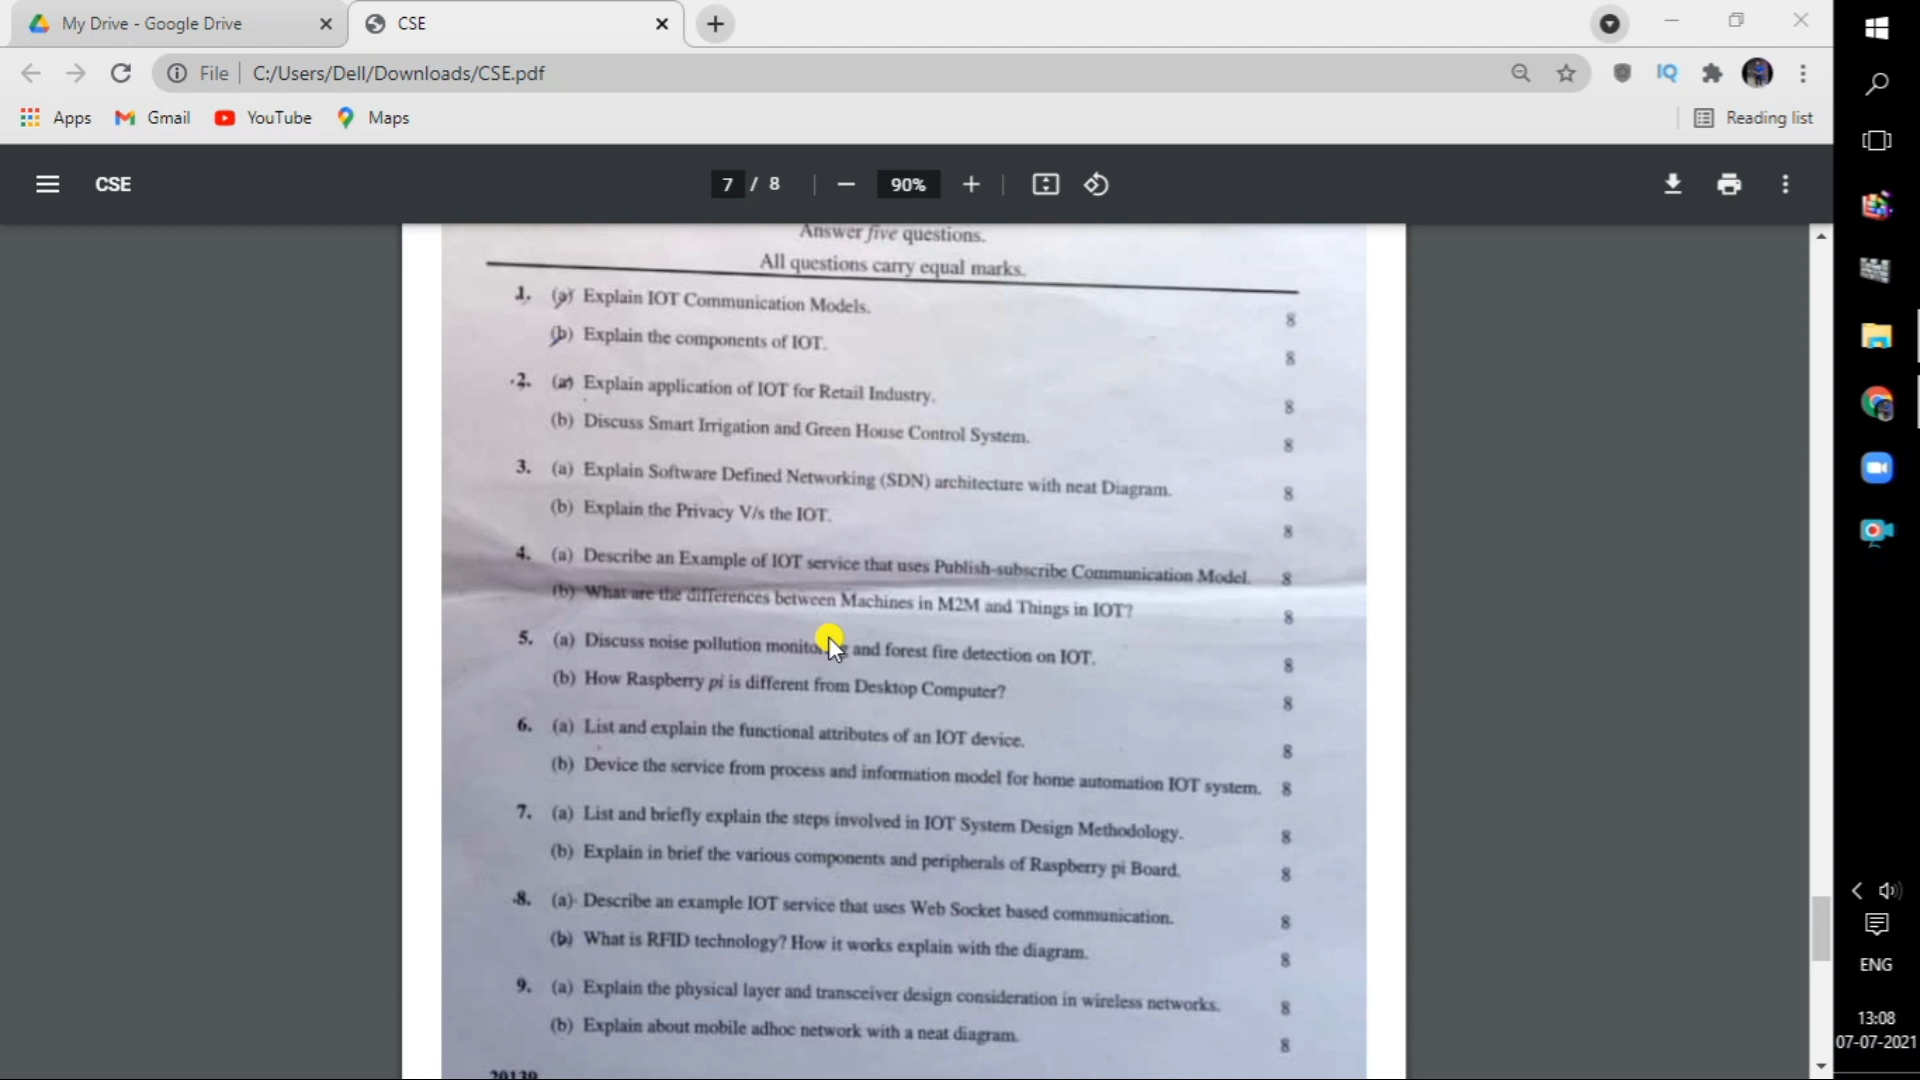 My Drive - Google Drive
CSE
File
C:/Users/Dell/Downloads/CSE.pdf
IQ
Apps
Gmail
YouTube
Maps
Reading list
CSE
7 / 8
90%
Answer five questions.
All questions carry equal marks.
1. (a) Explain IOT Communication Models. 8
(b) Explain the components of IOT. 8
2. (a) Explain application of IOT for Retail Industry. 8
(b) Discuss Smart Irrigation and Green House Control System. 8
3. (a) Explain Software Defined Networking (SDN) architecture with neat Diagram. 8
(b) Explain the Privacy V/s the IOT. 8
4. (a) Describe an Example of IOT service that uses Publish-subscribe Communication Model. 8
(b) What are the differences between Machines in M2M and Things in IOT? 8
5. (a) Discuss noise pollution and forest fire detection on IOT. 8
(b) How Raspberry pi is different from Desktop Computer? 8
6. (a) List and explain the functional attributes of an IOT device. 8
(b) Device the service from process and information model for home automation IOT system. 8
7. (a) List and briefly explain the steps involved in IOT System Design Methodology. 8
(b) Explain in brief the various components and peripherals of Raspberry pi Board. 8
8. (a) Describe an example IOT service that uses Web Socket based communication. 8
(b) What is RFID technology? How it works explain with the diagram. 8
9. (a) Explain the physical layer and transceiver design consideration in wireless networks. 8
(b) Explain about mobile adhoc network with a neat diagram. 8
ENG
13:08
07-07-2021